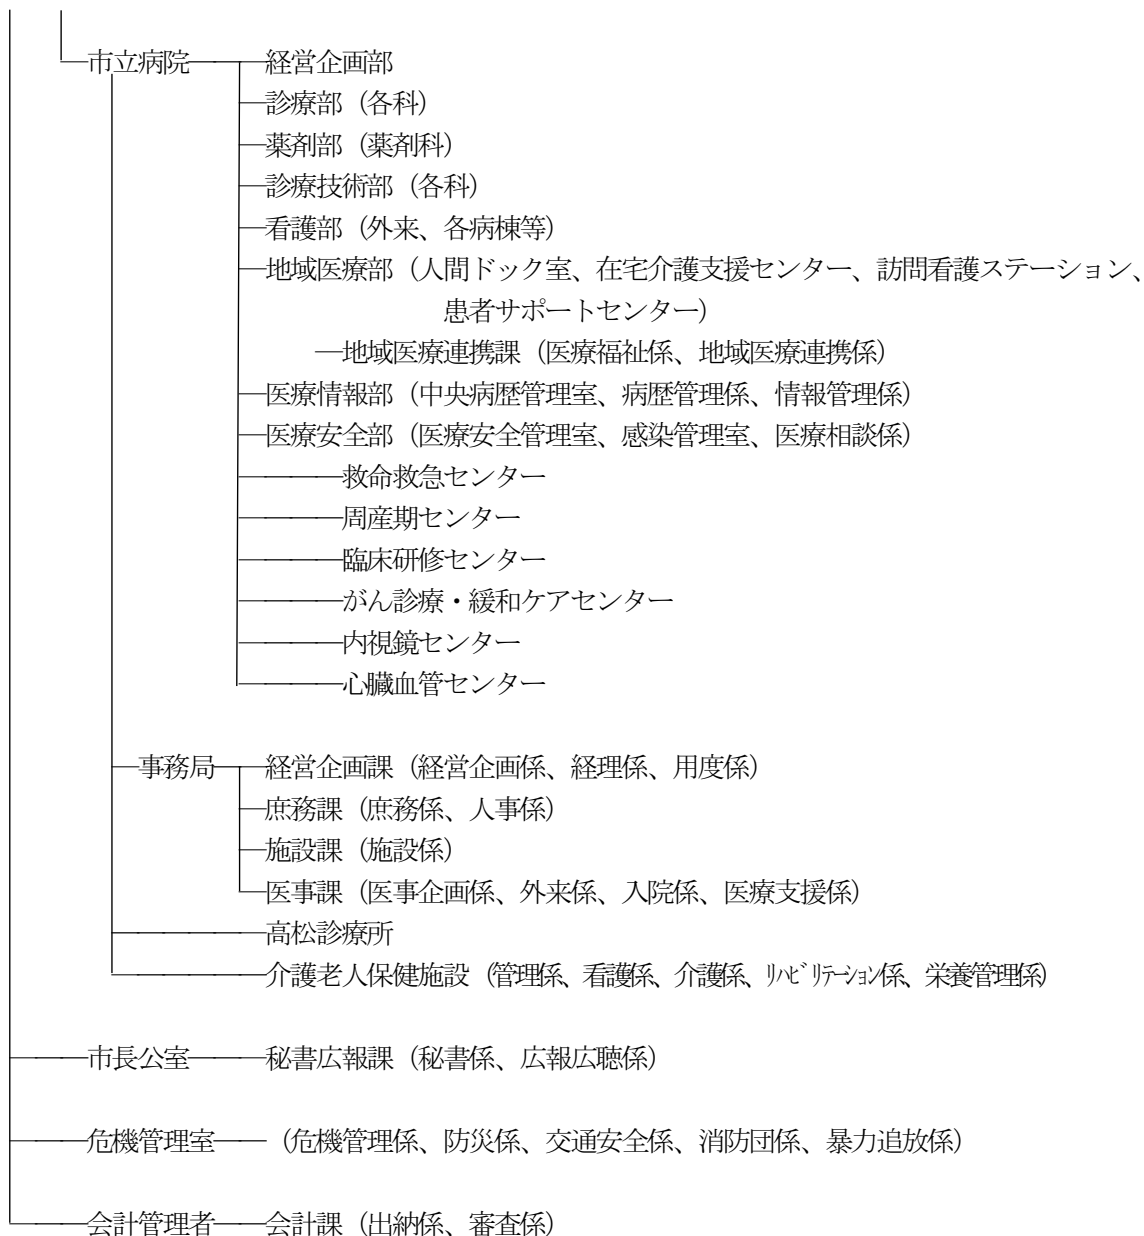 市立病院 経営企画部
診療部（各科）
薬剤部（薬剤科）
診療技術部（各科）
看護部（外来、各病棟等）
地域医療部（人間ドック室、在宅介護支援センター、訪問看護ステーション、
患者サポートセンター）
地域医療連携課（医療福祉係、地域医療連携係）
医療情報部（中央病歴管理室、病歴管理係、情報管理係）
医療安全部（医療安全管理室、感染管理室、医療相談係）
救命救急センター
周産期センター
臨床研修センター
がん診療・緩和ケアセンター
内視鏡センター
心臓血管センター
事務局 経営企画課（経営企画係、経理係、用度係）
庶務課（庶務係、人事係）
施設課（施設係）
医事課（医事企画係、外来係、入院係、医療支援係）
高松診療所
介護老人保健施設（管理係、看護係、介護係、ﾘﾊﾋﾞﾘﾃｰｼｮﾝ係、栄養管理係）
市長公室 秘書広報課（秘書係、広報広聴係）
危機管理室 （危機管理係、防災係、交通安全係、消防団係、暴力追放係）
会計管理者 会計課（出納係、審査係）